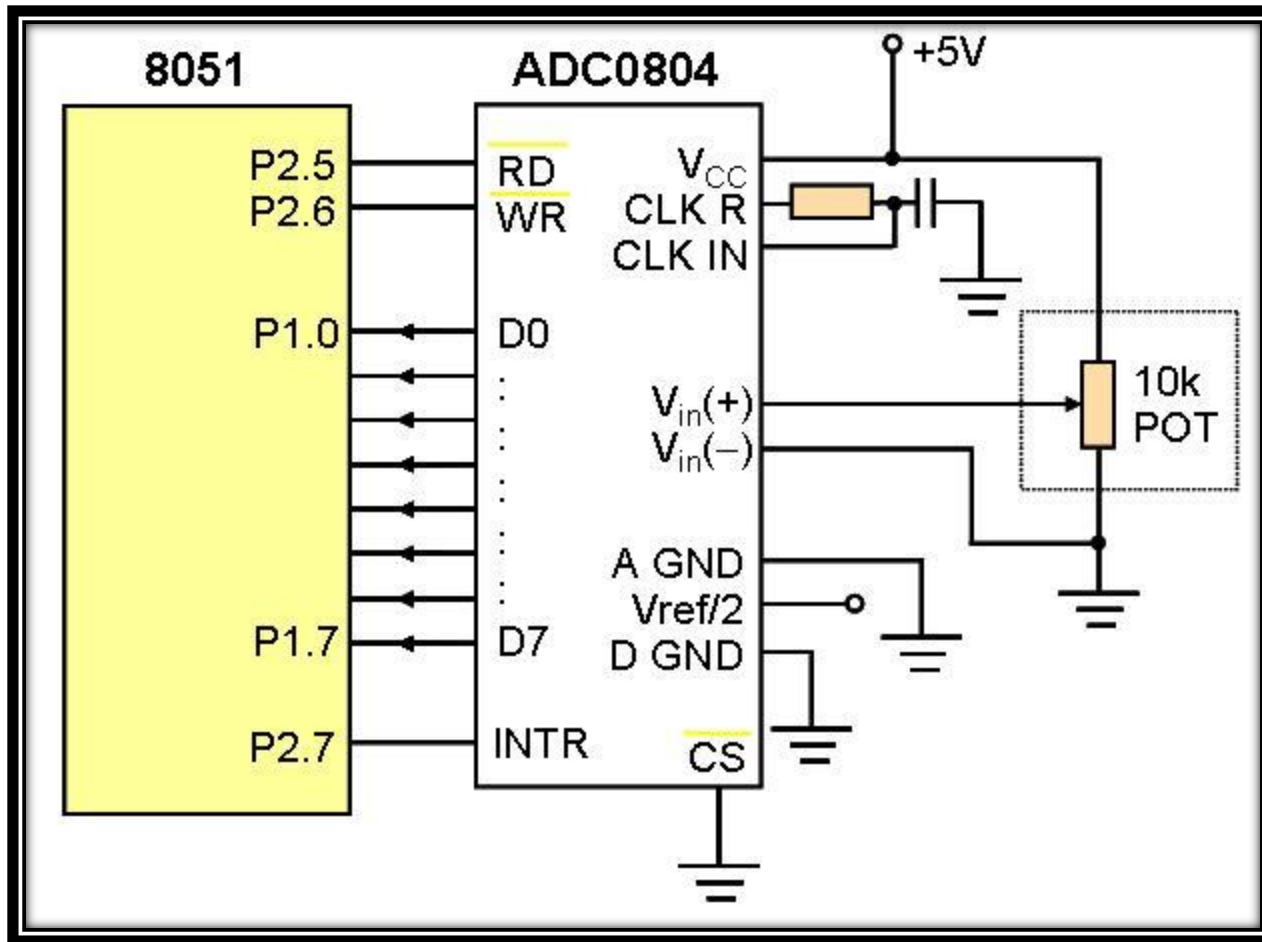 8051
P2.5
P2.6
P1.0
P1.7
P2.7
ADC0804
RD
WR
D0
D7
INTR
VCC
CLK R
CLK IN
Vin(+)
Vin(−)
A GND
Vref/2
D GND
CS
+5V
10k
POT